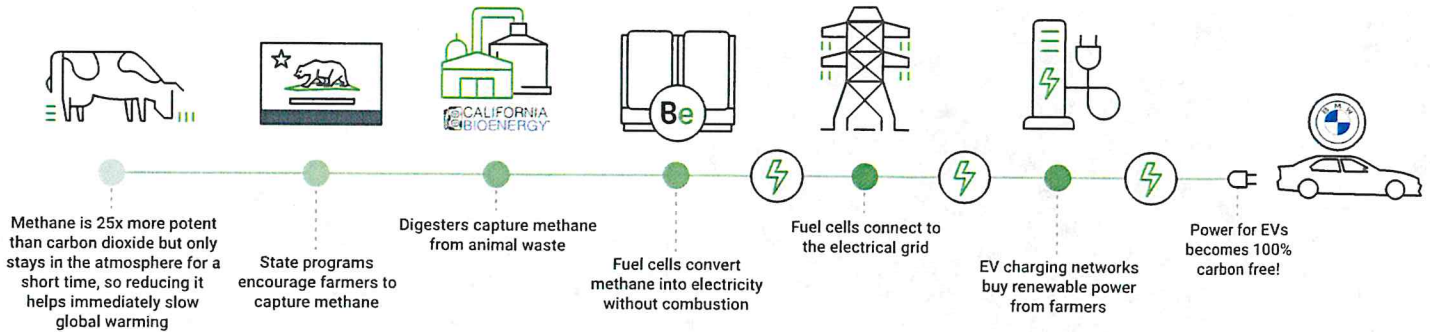 CALIFORNIA
BIOENERGY
Be
BMW
Methane is 25x more potent
than carbon dioxide but only
stays in the atmosphere for a
short time, so reducing it
helps immediately slow
global warming
State programs
encourage farmers to
capture methane
Digesters capture methane
from animal waste
Fuel cells convert
methane into electricity
without combustion
Fuel cells connect to
the electrical grid
EV charging networks
buy renewable power
from farmers
Power for EVs
becomes 100%
carbon free!